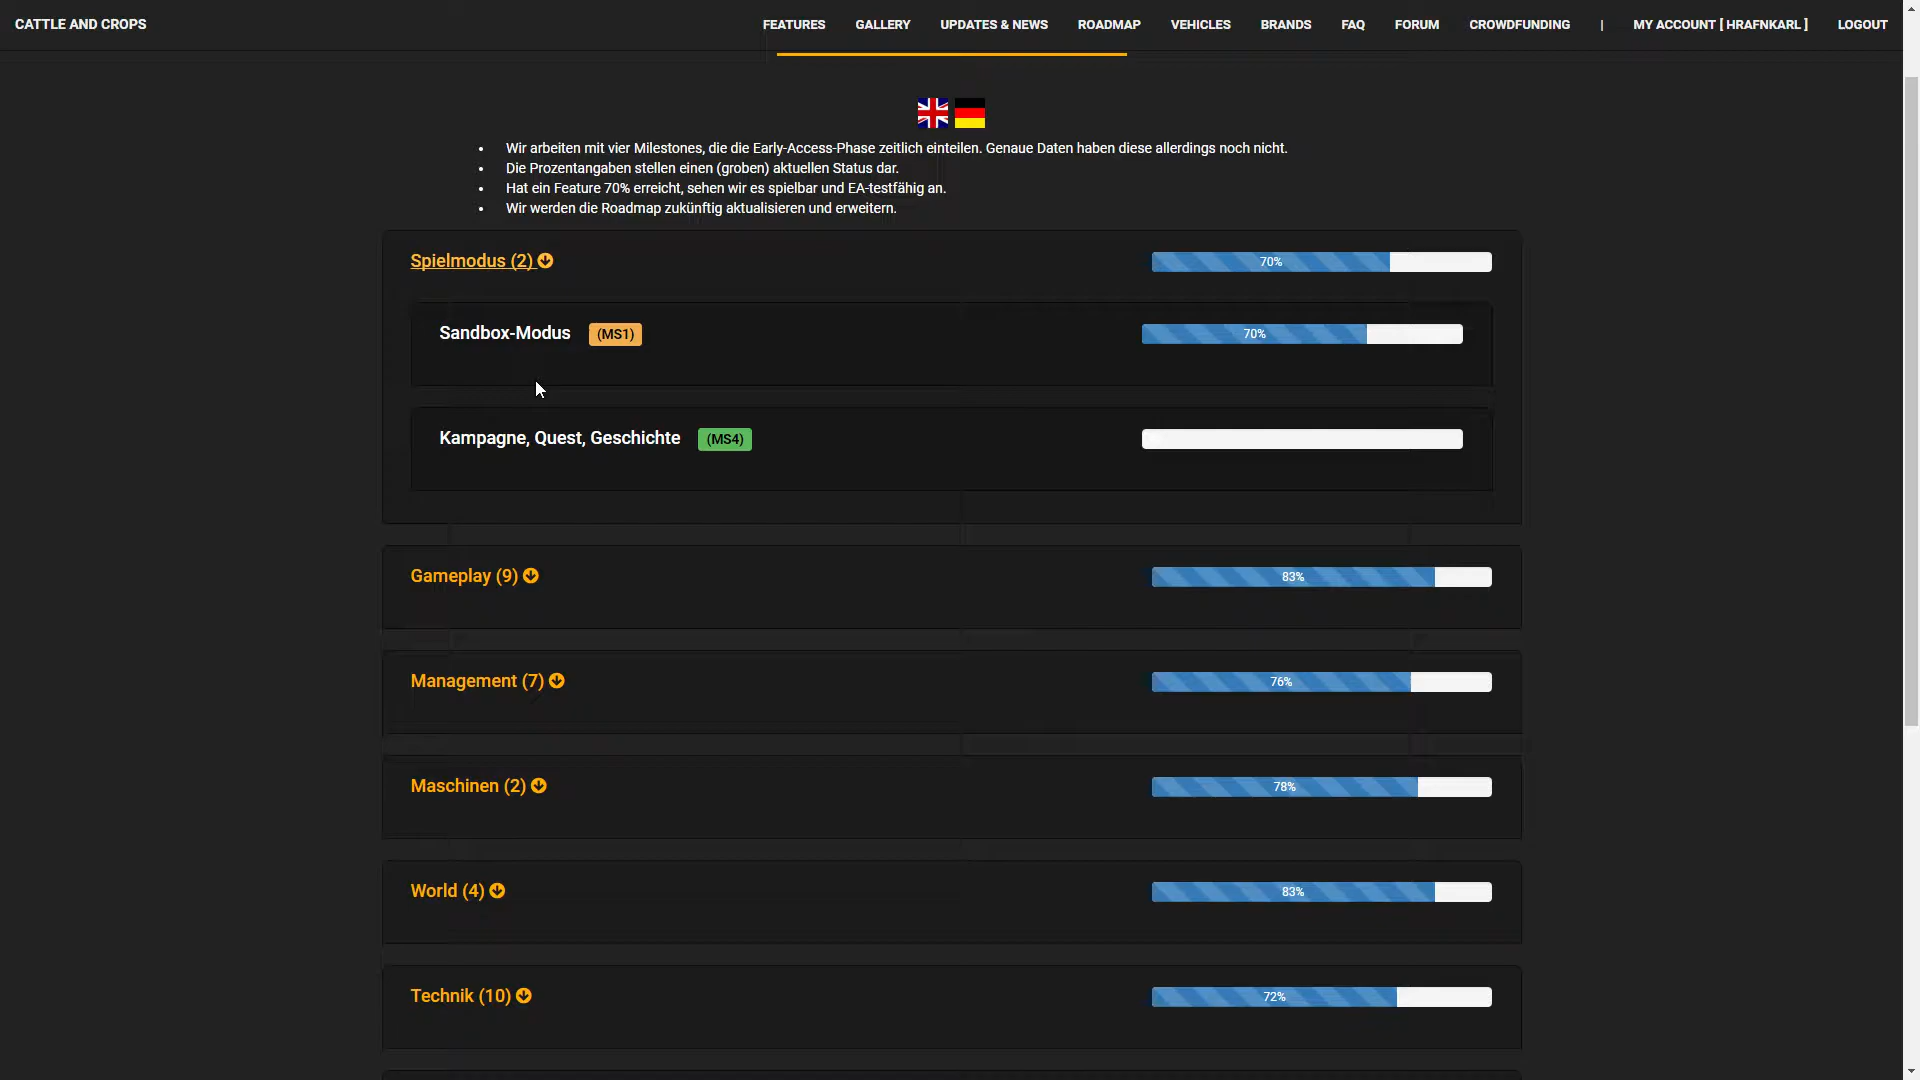 CATTLE AND CROPS
FEATURES GALLERY UPDATES & NEWS ROADMAP VEHICLES BRANDS FAQ FORUM CROWDFUNDING | MY ACCOUNT [ HRAFNKARL ] LOGOUT
• Wir arbeiten mit vier Milestones, die die Early-Access-Phase zeitlich einteilen. Genaue Daten haben diese allerdings noch nicht.
• Die Prozentangaben stellen einen (groben) aktuellen Status dar.
• Hat ein Feature 70% erreicht, sehen wir es spielbar und EA-testfähig an.
• Wir werden die Roadmap zukünftig aktualisieren und erweitern.
Spielmodus (2) 70%
Sandbox-Modus (MS1) 70%
Kampagne, Quest, Geschichte (MS4)
Gameplay (9) 83%
Management (7) 76%
Maschinen (2) 78%
World (4) 83%
Technik (10) 72%